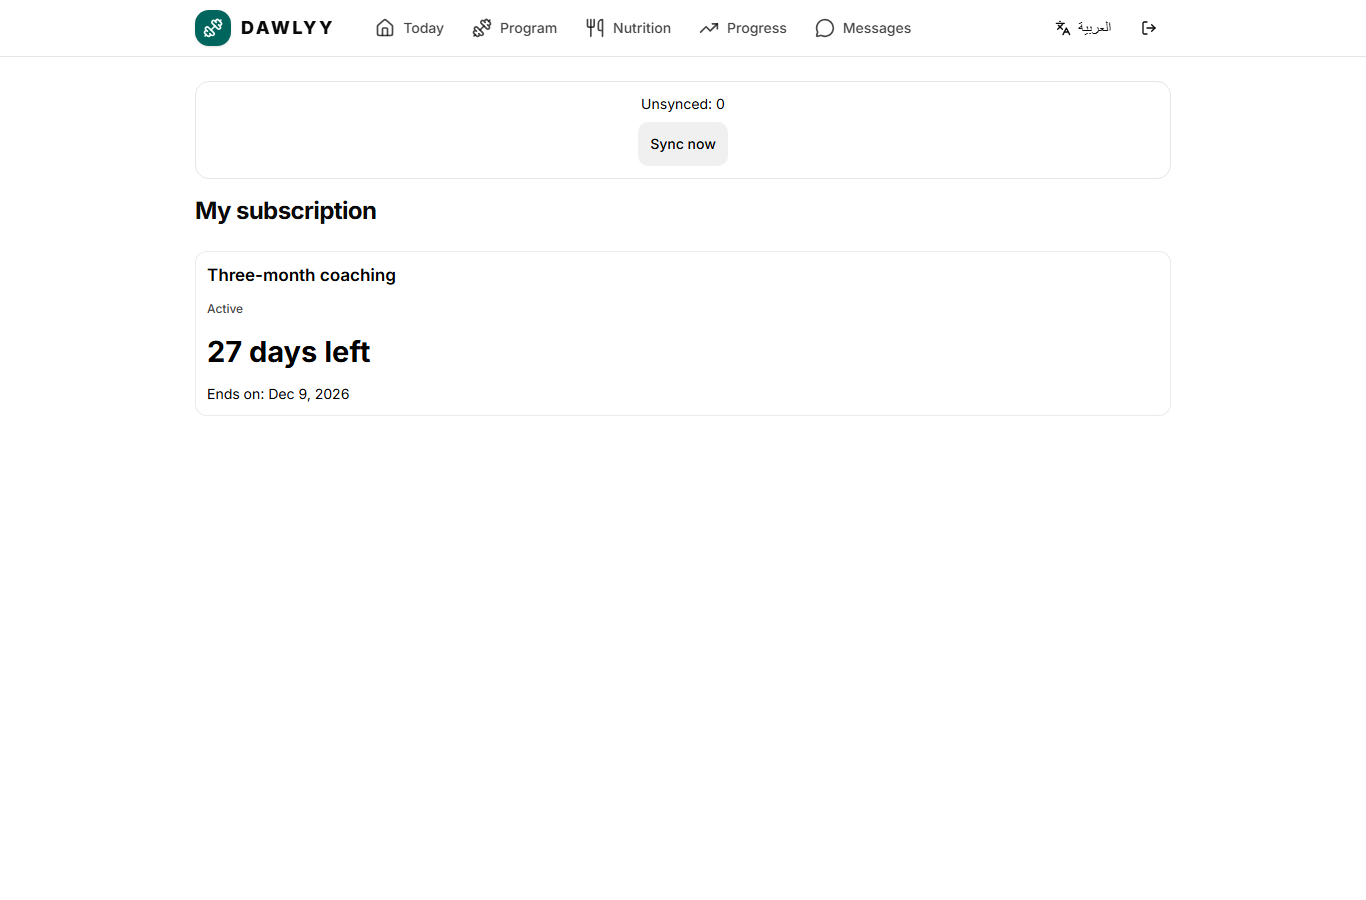 DAWLYY
Today
Program
Nutrition
Progress
Messages
العربية
Unsynced: 0
Sync now
My subscription
Three-month coaching
Active
27 days left
Ends on: Dec 9, 2026